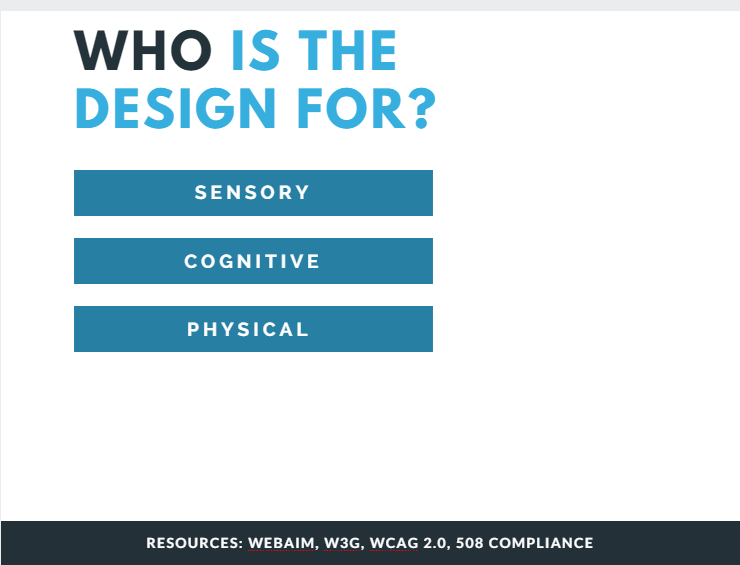 WHO IS THE
DESIGN FOR?
SENSORY
COGNITIVE
PHYSICAL
RESOURCES: WEBAIM, W3G, WCAG 2.0, 508 COMPLIANCE